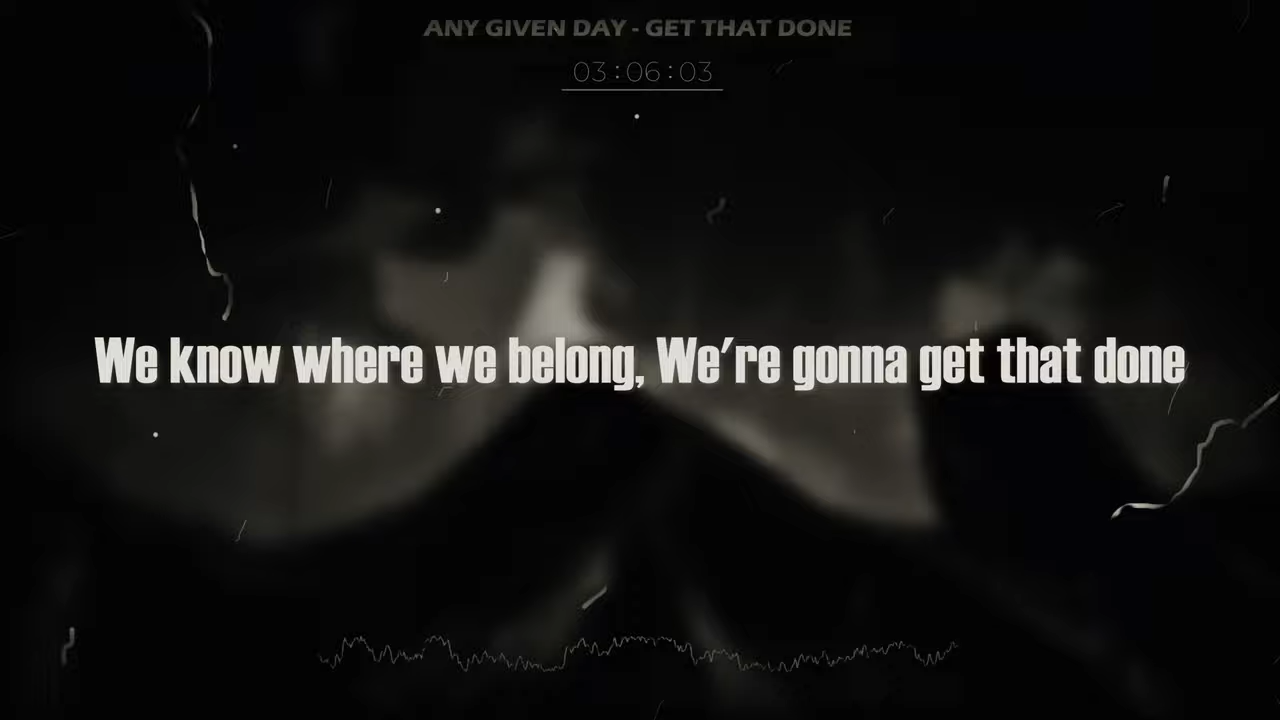 ANY GIVEN DAY - GET THAT DONE
03:06:03
We know where we belong, We're gonna get that done